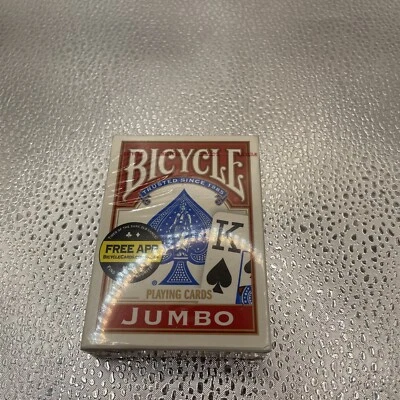 BICYCLE
®
TRUSTED SINCE 1885
K
FREE APP
PLAYING CARDS
JUMBO